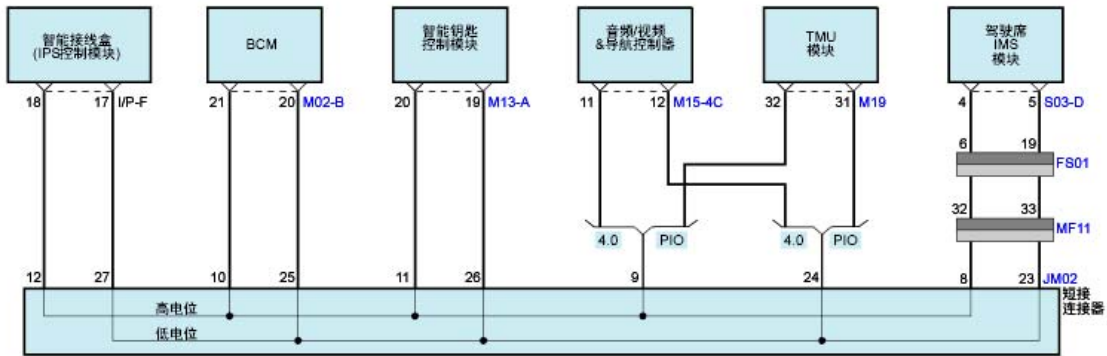 智能接线盒
(IPS控制模块)
BCM
智能钥匙
控制模块
音频/视频
&导航控制器
TMU
模块
驾驶席
IMS
模块
18 17 I/P-F 21 20 M02-B 20 19 M13-A 11 12 M15-4C 32 31 M19 4 5 S03-D
6 19
FS01
32 33
MF11
4.0 PIO 4.0 PIO
12 27 10 25 11 26 9 24 8 23 JM02
短接
连接器
高电位
低电位